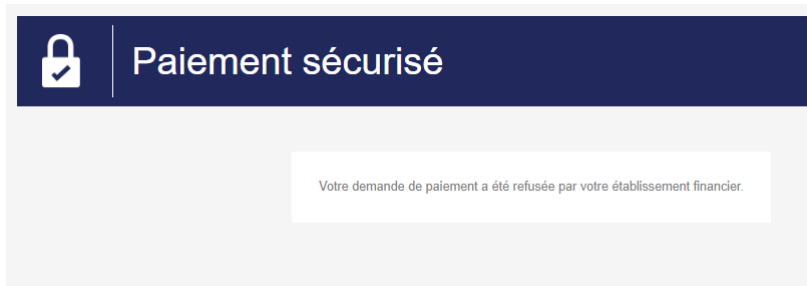 Paiement sécurisé
Votre demande de paiement a été refusée par votre établissement financier.